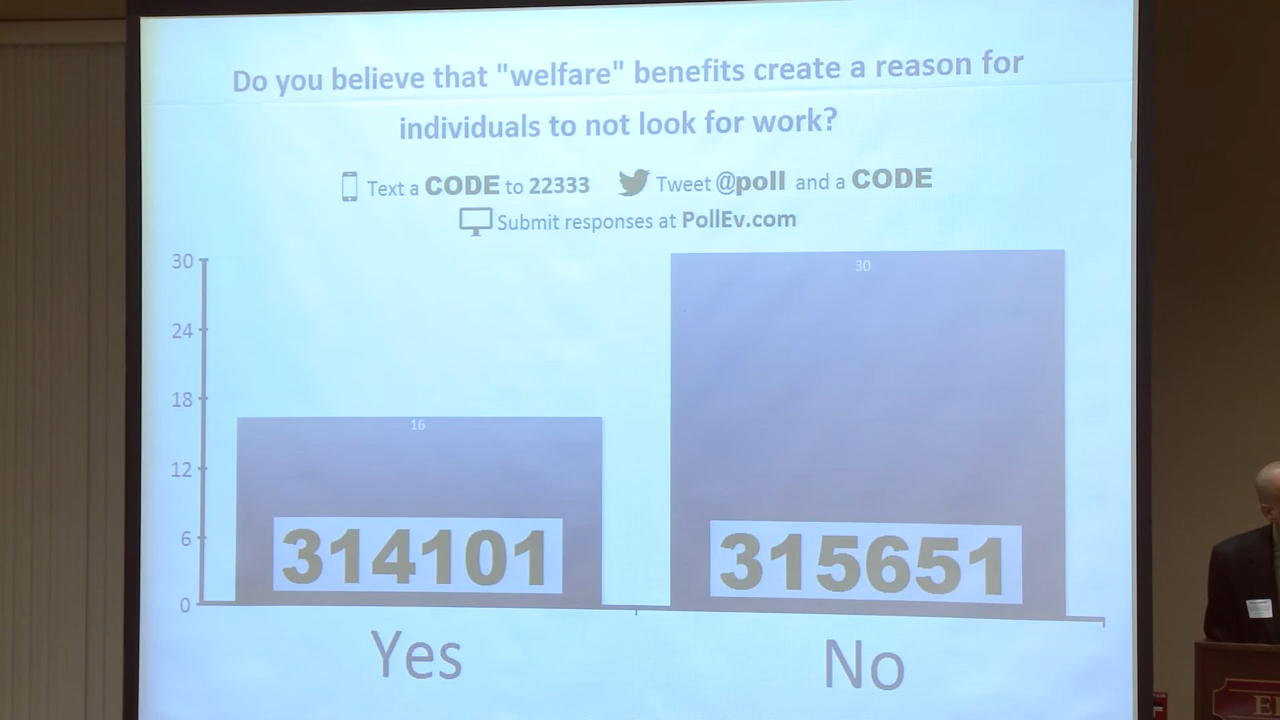 Do you believe that "welfare" benefits create a reason for
individuals to not look for work?
Text a CODE to 22333 Tweet @poll and a CODE
Submit responses at PollEv.com
30
24
18
12
6
0
16
30
314101
315651
Yes
No